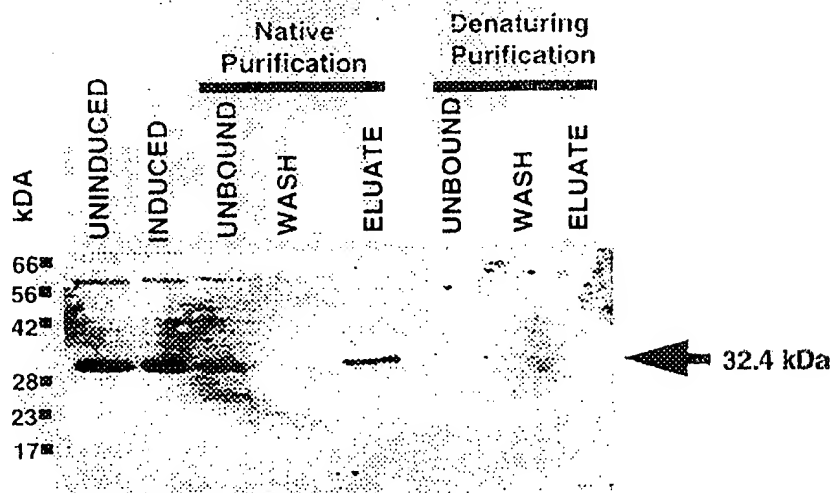 Native
Purification
Denaturing
Purification
kDA
UNINDUCED
INDUCED
UNBOUND
WASH
ELUATE
UNBOUND
WASH
ELUATE
66
56
42
28
23
17
32.4 kDa